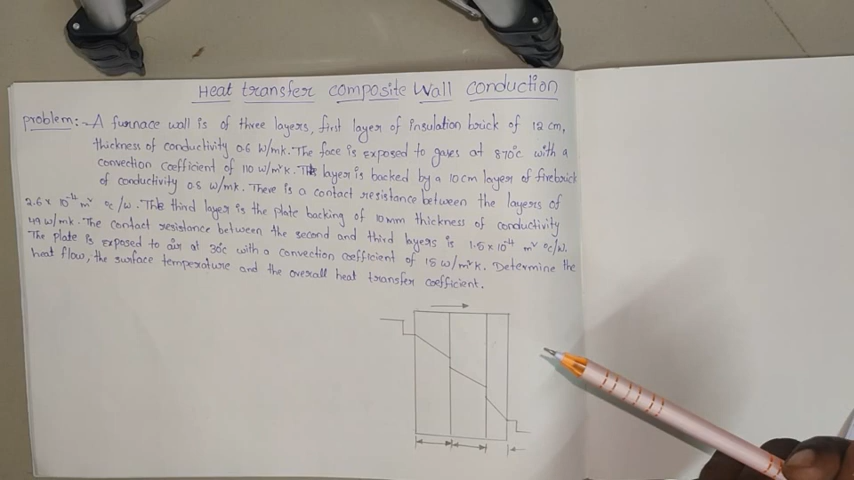 Heat transfer composite Wall conduction
problem:- A furnace wall is of three layers, first layer of insulation brick of 12 cm,
thickness of conductivity 0.6 W/mk. The face is exposed to gases at 870°c with a
convection coefficient of 110 w/m²k. This layer is backed by a 10 cm layer of firebrick
of conductivity 0.8 w/mk. There is a contact resistance between the layers of
2.6 x 10⁻⁴ m² °c/w. The third layer is the plate backing of 10 mm thickness of conductivity
49 w/mk. The contact resistance between the second and third layers is 1.5 x 10⁻⁴ m² °c/w.
The plate is exposed to air at 30°c with a convection coefficient of 15 w/m²k. Determine the
heat flow, the surface temperature and the overall heat transfer coefficient.